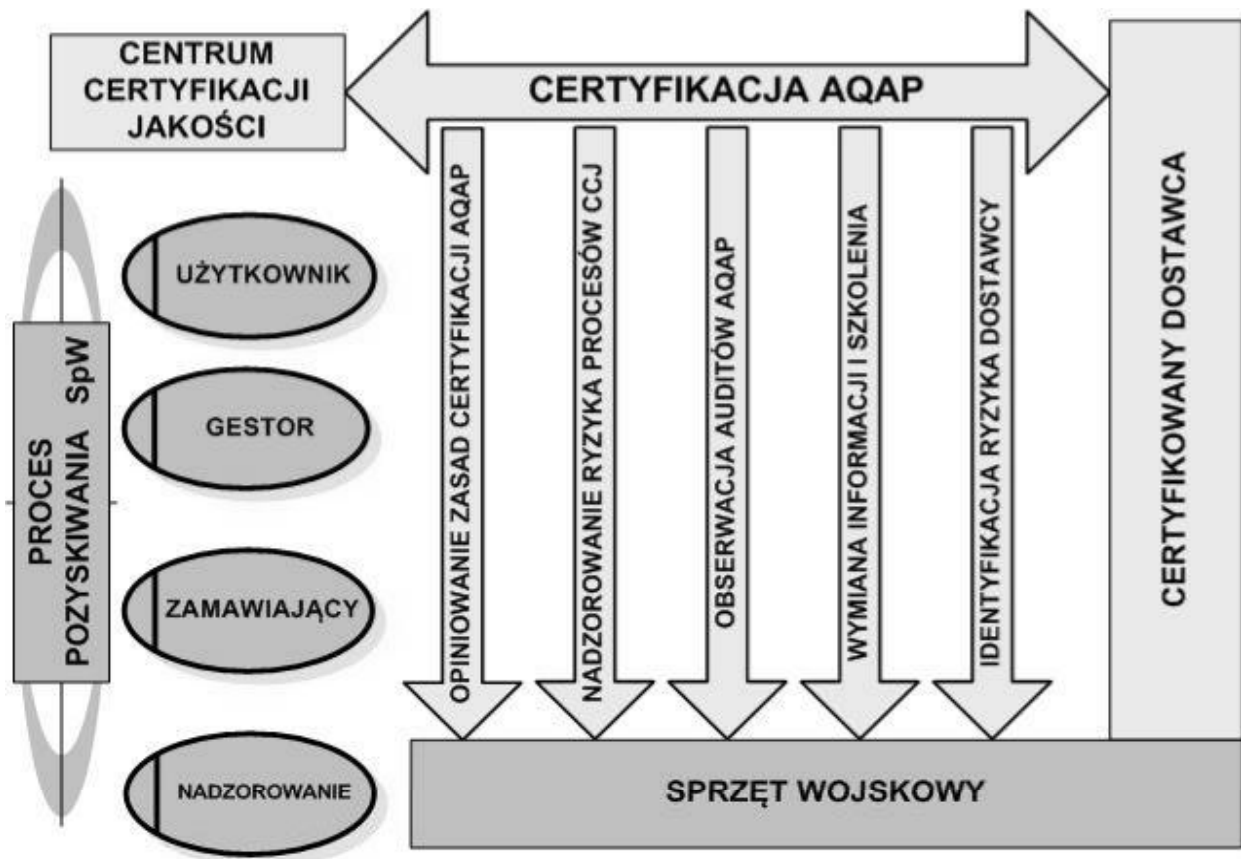 CENTRUM
CERTYFIKACJI
JAKOŚCI
CERTYFIKACJA AQAP
CERTYFIKOWANY DOSTAWCA
PROCES
POZYSKIWANIA SpW
UŻYTKOWNIK
GESTOR
ZAMAWIAJĄCY
NADZOROWANIE
OPINIOWANIE ZASAD CERTYFIKACJI AQAP
NADZOROWANIE RYZYKA PROCESÓW CCJ
OBSERWACJA AUDITÓW AQAP
WYMIANA INFORMACJI I SZKOLENIA
IDENTYFIKACJA RYZYKA DOSTAWCY
SPRZĘT WOJSKOWY